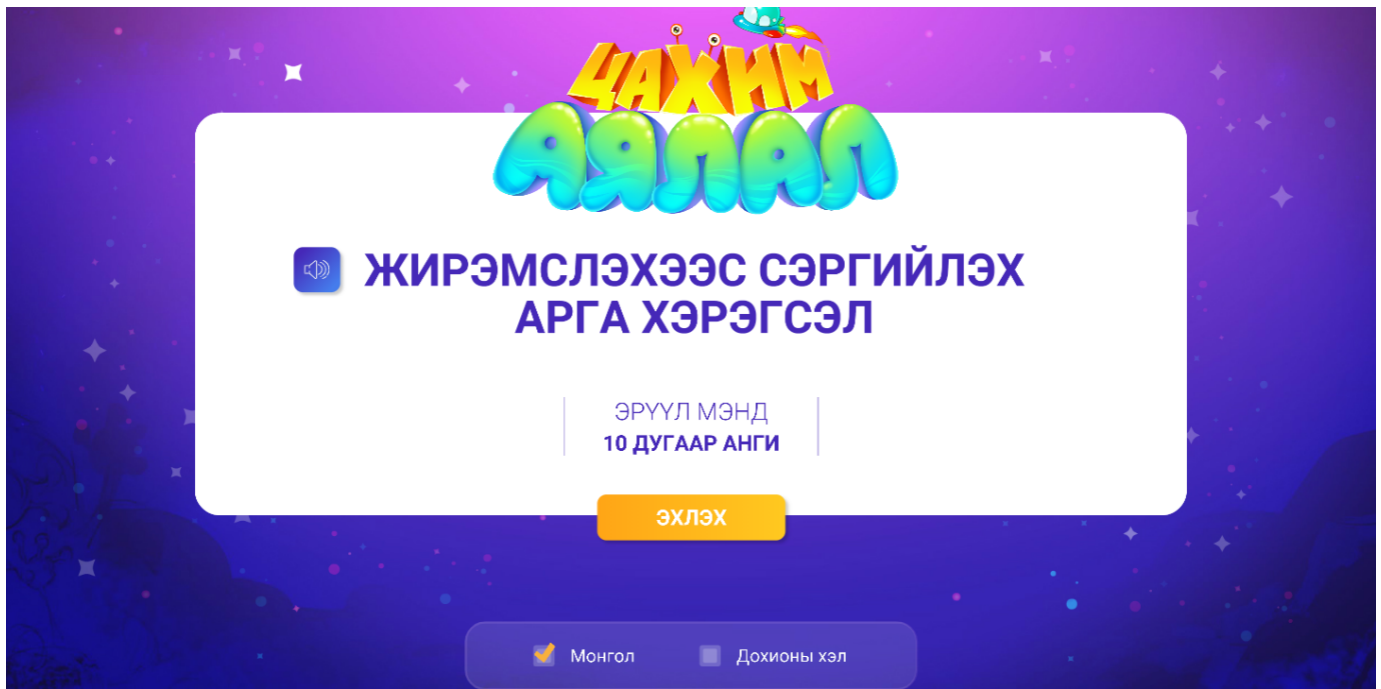 ЦАХИМ
АЯЛАЛ
ЖИРЭМСЛЭХЭЭС СЭРГИЙЛЭХ
АРГА ХЭРЭГСЭЛ
ЭРҮҮЛ МЭНД
10 ДУГААР АНГИ
ЭХЛЭХ
Монгол
Дохионы хэл